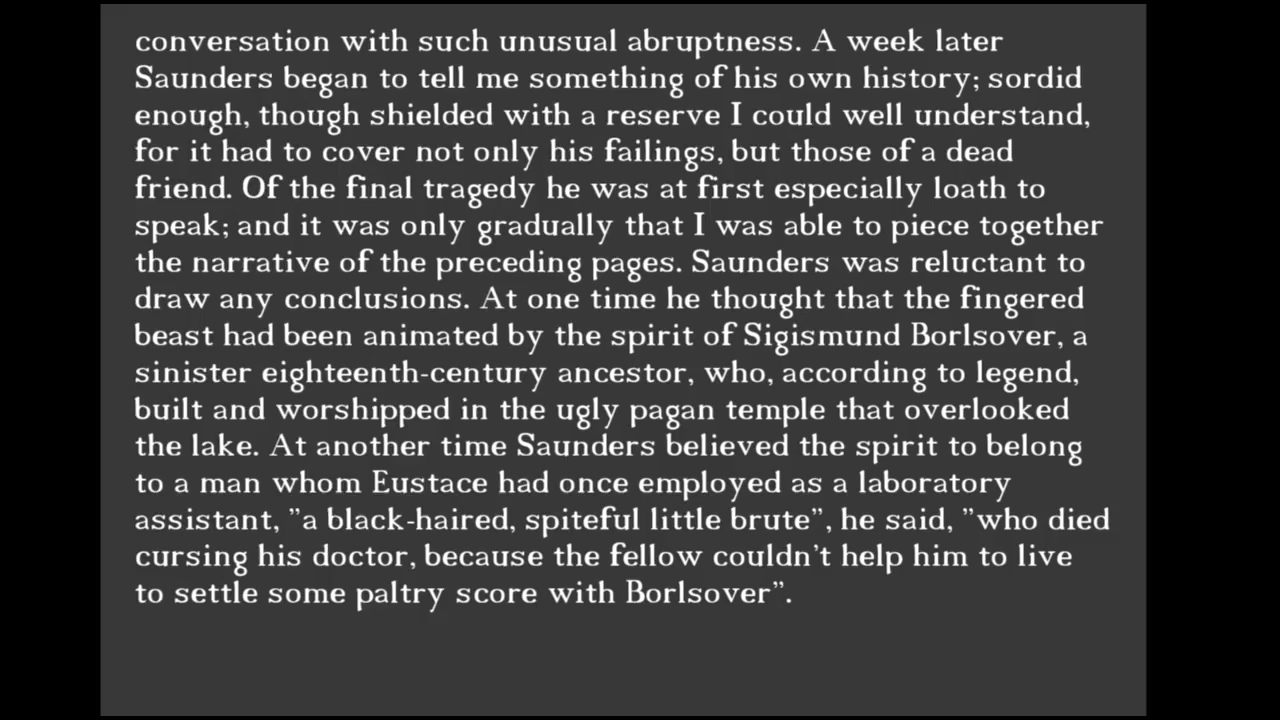 conversation with such unusual abruptness. A week later
Saunders began to tell me something of his own history; sordid
enough, though shielded with a reserve I could well understand,
for it had to cover not only his failings, but those of a dead
friend. Of the final tragedy he was at first especially loath to
speak; and it was only gradually that I was able to piece together
the narrative of the preceding pages. Saunders was reluctant to
draw any conclusions. At one time he thought that the fingered
beast had been animated by the spirit of Sigismund Borlsover, a
sinister eighteenth-century ancestor, who, according to legend,
built and worshipped in the ugly pagan temple that overlooked
the lake. At another time Saunders believed the spirit to belong
to a man whom Eustace had once employed as a laboratory
assistant, ”a black-haired, spiteful little brute”, he said, ”who died
cursing his doctor, because the fellow couldn’t help him to live
to settle some paltry score with Borlsover”.